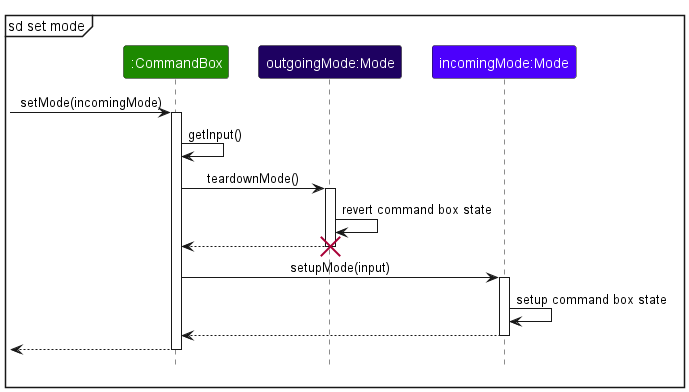 sd set mode
:CommandBox
outgoingMode:Mode
incomingMode:Mode
setMode(incomingMode)
getInput()
teardownMode()
revert command box state
setupMode(input)
setup command box state